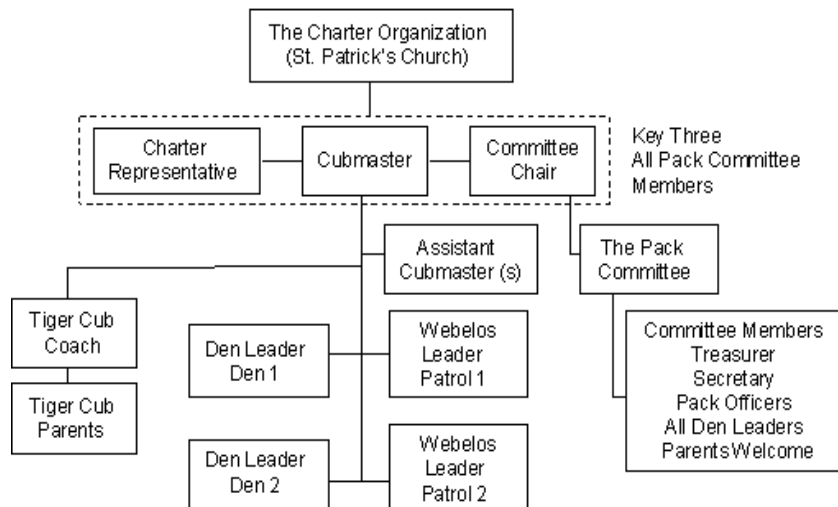 The Charter Organization
(St. Patrick's Church)
Charter
Representative
Cubmaster
Committee
Chair
Key Three
All Pack Committee
Members
Assistant
Cubmaster (s)
The Pack
Committee
Tiger Cub
Coach
Tiger Cub
Parents
Den Leader
Den 1
Webelos
Leader
Patrol 1
Committee Members
Treasurer
Secretary
Pack Officers
All Den Leaders
Parents Welcome
Den Leader
Den 2
Webelos
Leader
Patrol 2